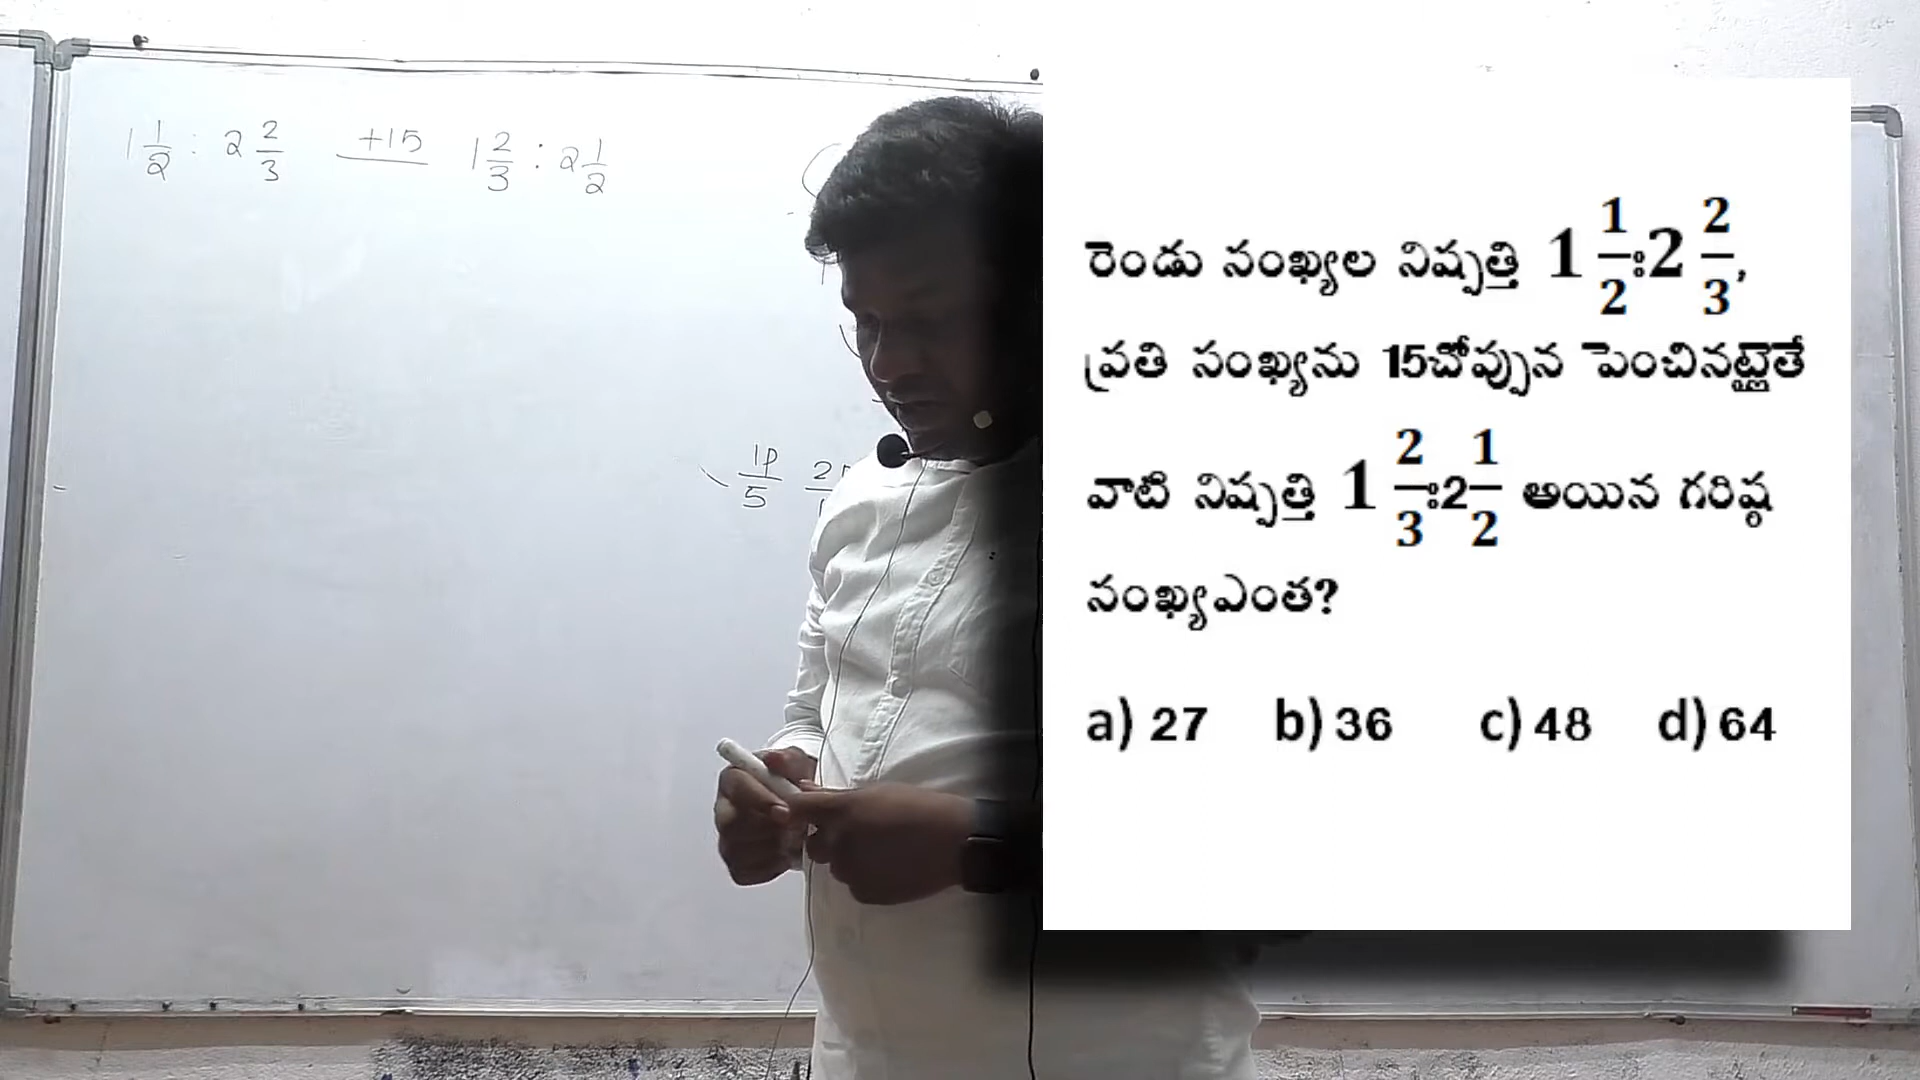 1 1/2 : 2 2/3 +15 1 2/3 : 2 1/2
1P/5
రెండు సంఖ్యల నిష్పత్తి 1 1/2:2 2/3,
ప్రతి సంఖ్యను 15చోప్పున పెంచినట్లైతే
వాటి నిష్పత్తి 1 2/3:2 1/2 అయిన గరిష్ఠ
సంఖ్యఎంత?
a) 27 b) 36 c) 48 d) 64